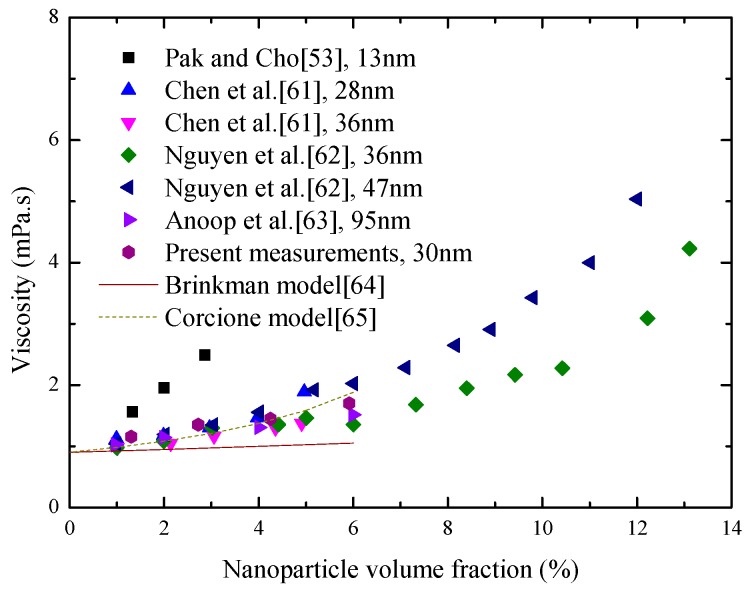 8
6
4
2
0
Viscosity (mPa.s)
Pak and Cho[53], 13nm
Chen et al.[61], 28nm
Chen et al.[61], 36nm
Nguyen et al.[62], 36nm
Nguyen et al.[62], 47nm
Anoop et al.[63], 95nm
Present measurements, 30nm
Brinkman model[64]
Corcione model[65]
0 2 4 6 8 10 12 14
Nanoparticle volume fraction (%)